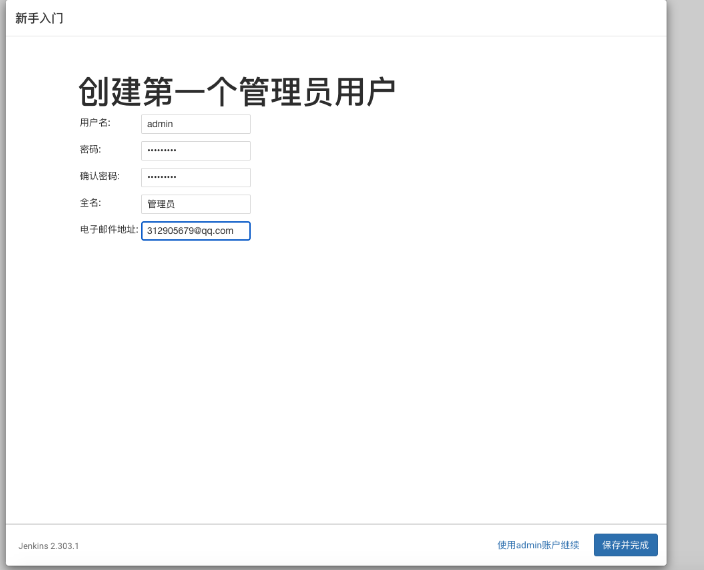 新手入门
创建第一个管理员用户
用户名: admin
密码: •••••••••
确认密码: •••••••••
全名: 管理员
电子邮件地址: 312905679@qq.com
Jenkins 2.303.1 使用admin账户继续 保存并完成